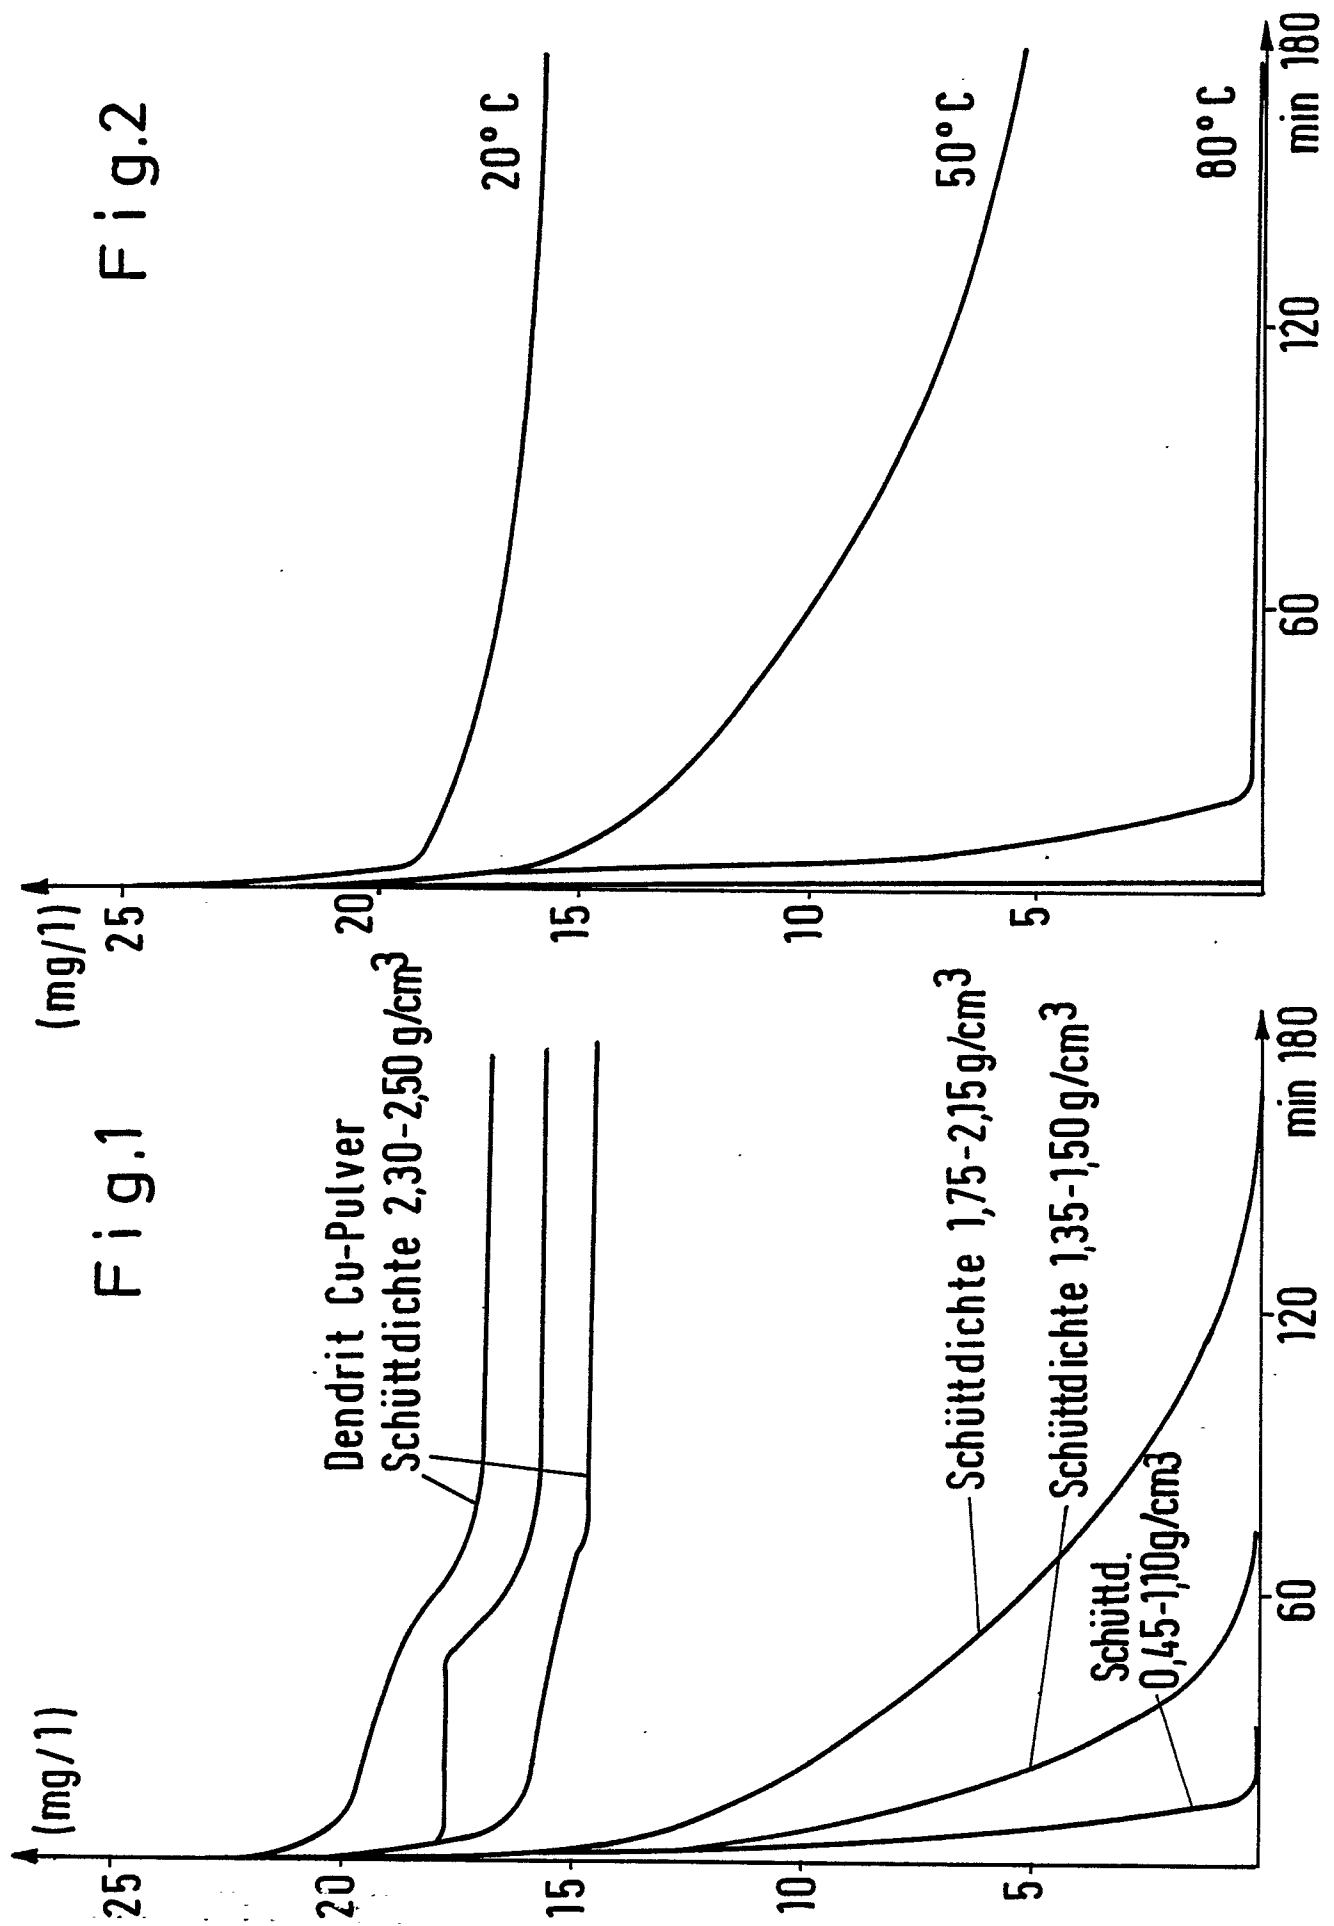 Fig.1
(mg/l)
25
20
15
10
5
60
120
min 180
Dendrit Cu-Pulver
Schüttdichte 2,30-2,50 g/cm3
Schüttdichte 1,75-2,15 g/cm3
Schüttdichte 1,35-1,50 g/cm3
Schüttd.
0,45-1,10g/cm3
Fig.2
(mg/l)
25
20
15
10
5
60
120
min 180
20°C
50°C
80°C